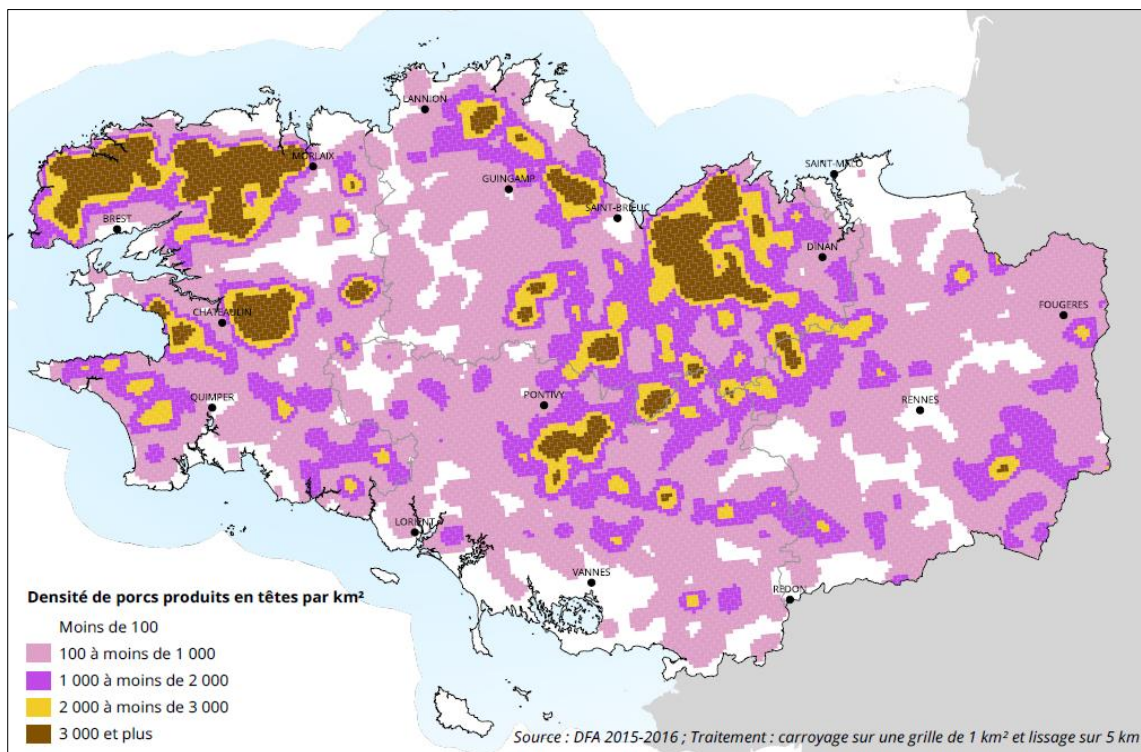 LANNION
MORLAIX
SAINT-MALO
GUINGAMP
SAINT-BRIEUC
BREST
DINAN
CHATEAULIN
FOUGERES
QUIMPER
PONTIVY
RENNES
LORIENT
VANNES
REDON
Densité de porcs produits en têtes par km²
Moins de 100
100 à moins de 1 000
1 000 à moins de 2 000
2 000 à moins de 3 000
3 000 et plus
Source : DFA 2015-2016 ; Traitement : carroyage sur une grille de 1 km² et lissage sur 5 km